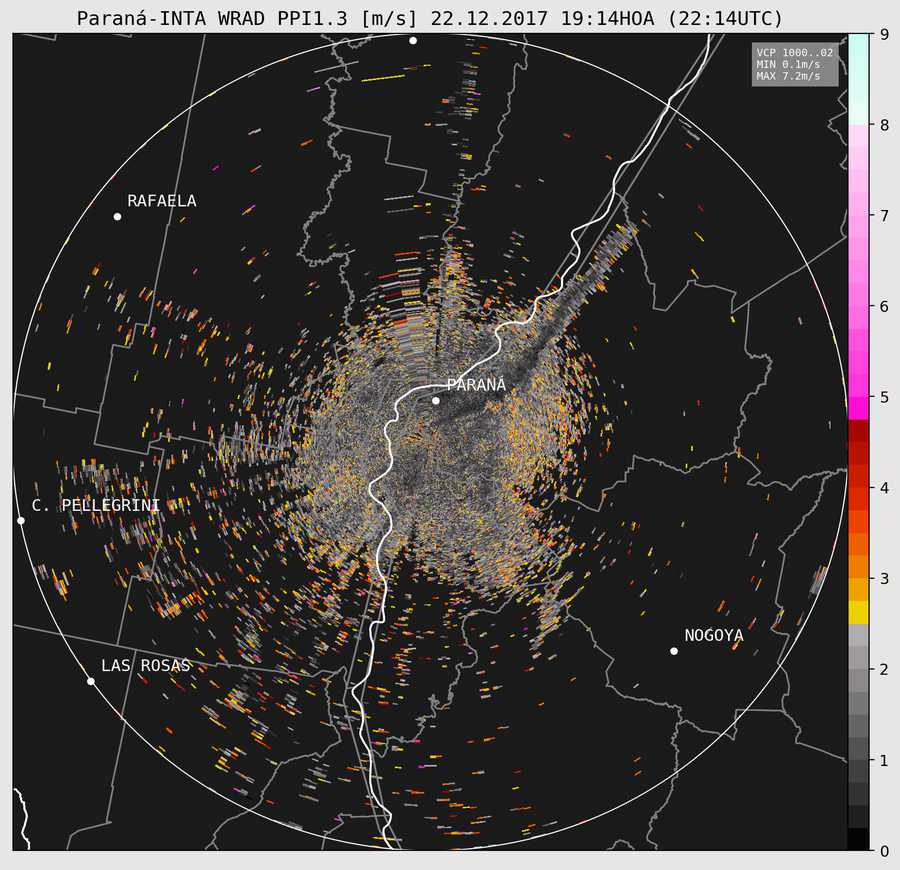 Paraná-INTA WRAD PPI1.3 [m/s] 22.12.2017 19:14HOA (22:14UTC)
VCP 1000..02
MIN 0.1m/s
MAX 7.2m/s
RAFAELA
PARANÁ
C. PELLEGRINI
NOGOYA
LAS ROSAS
9
8
7
6
5
4
3
2
1
0